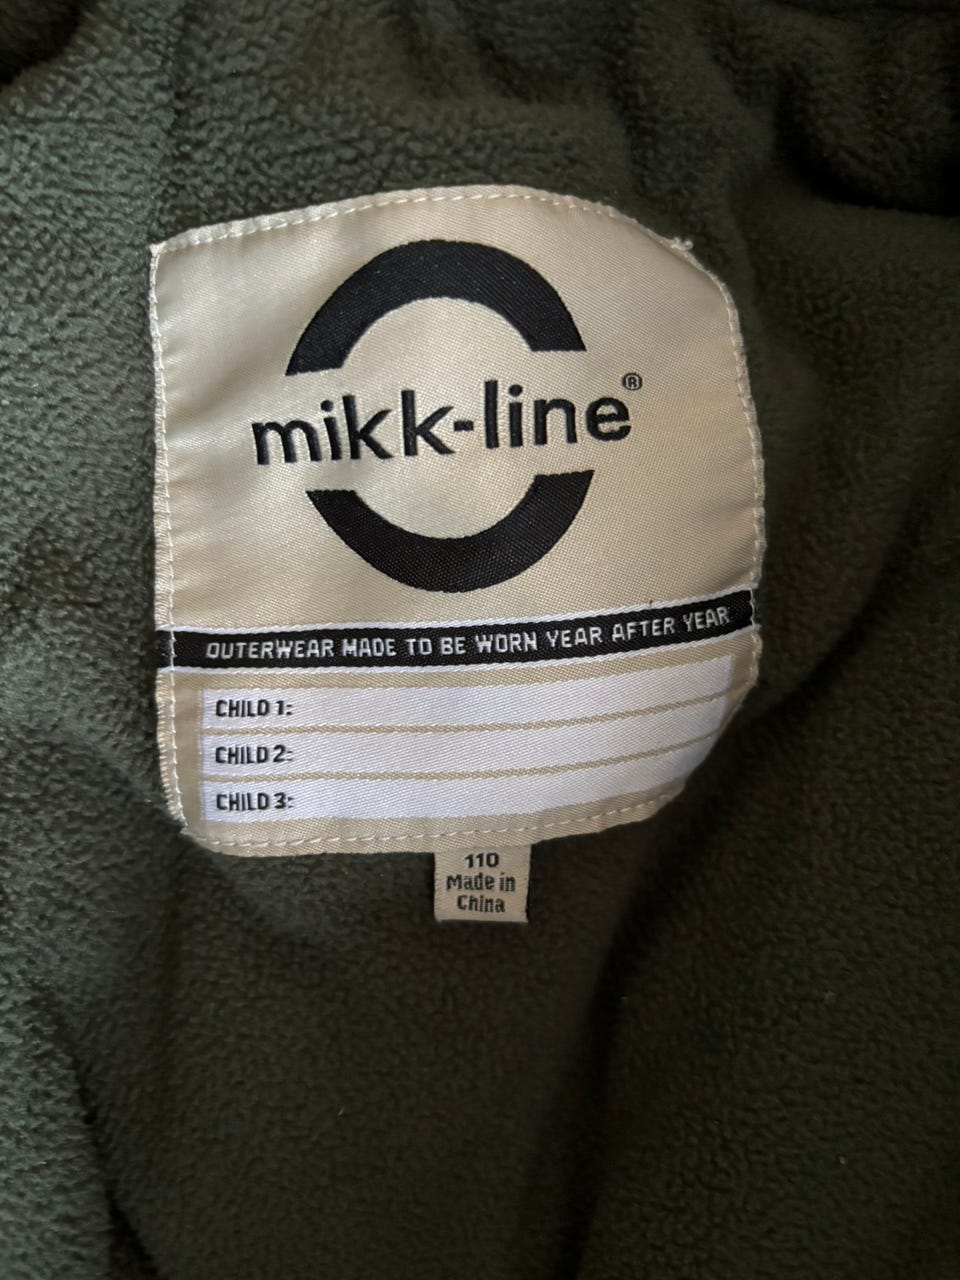 mikk-line®
OUTERWEAR MADE TO BE WORN YEAR AFTER YEAR
CHILD 1:
CHILD 2:
CHILD 3:
110
Made in
China